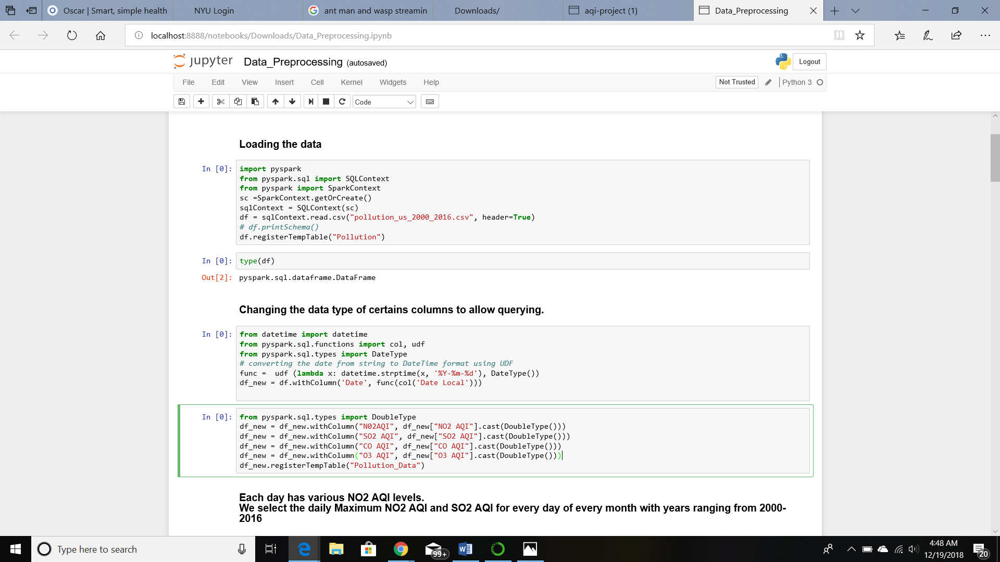 Oscar | Smart, simple health
NYU Login
ant man and wasp streamin
Downloads/
aqi-project (1)
Data_Preprocessing
localhost:8888/notebooks/Downloads/Data_Preprocessing.ipynb
jupyter Data_Preprocessing (autosaved)
Logout
File Edit View Insert Cell Kernel Widgets Help
Not Trusted
Python 3
Code
Loading the data
In [0]: import pyspark
from pyspark.sql import SQLContext
from pyspark import SparkContext
sc =SparkContext.getOrCreate()
sqlContext = SQLContext(sc)
df = sqlContext.read.csv("pollution_us_2000_2016.csv", header=True)
# df.printSchema()
df.registerTempTable("Pollution")
In [0]: type(df)
Out[2]: pyspark.sql.dataframe.DataFrame
Changing the data type of certains columns to allow querying.
In [0]: from datetime import datetime
from pyspark.sql.functions import col, udf
from pyspark.sql.types import DateType
# converting the date from string to DateTime format using UDF
func =  udf (lambda x: datetime.strptime(x, '%Y-%m-%d'), DateType())
df_new = df.withColumn('Date', func(col('Date Local')))
In [0]: from pyspark.sql.types import DoubleType
df_new = df_new.withColumn("N02AQI", df_new["NO2 AQI"].cast(DoubleType()))
df_new = df_new.withColumn("SO2 AQI", df_new["SO2 AQI"].cast(DoubleType()))
df_new = df_new.withColumn("CO AQI", df_new["CO AQI"].cast(DoubleType()))
df_new = df_new.withColumn("O3 AQI", df_new["O3 AQI"].cast(DoubleType()))
df_new.registerTempTable("Pollution_Data")
Each day has various NO2 AQI levels.
We select the daily Maximum NO2 AQI and SO2 AQI for every day of every month with years ranging from 2000-
2016
Type here to search
99+
4:48 AM
12/19/2018
20